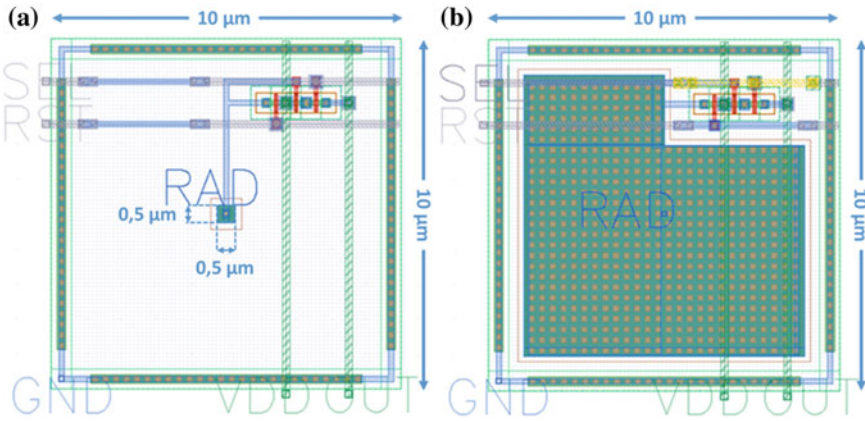 (a)
10 µm
SEL
RST
RAD
0,5 µm
0,5 µm
10 µm
GND
VDD
OUT
(b)
10 µm
SEL
RST
RAD
10 µm
GND
VDD
OUT